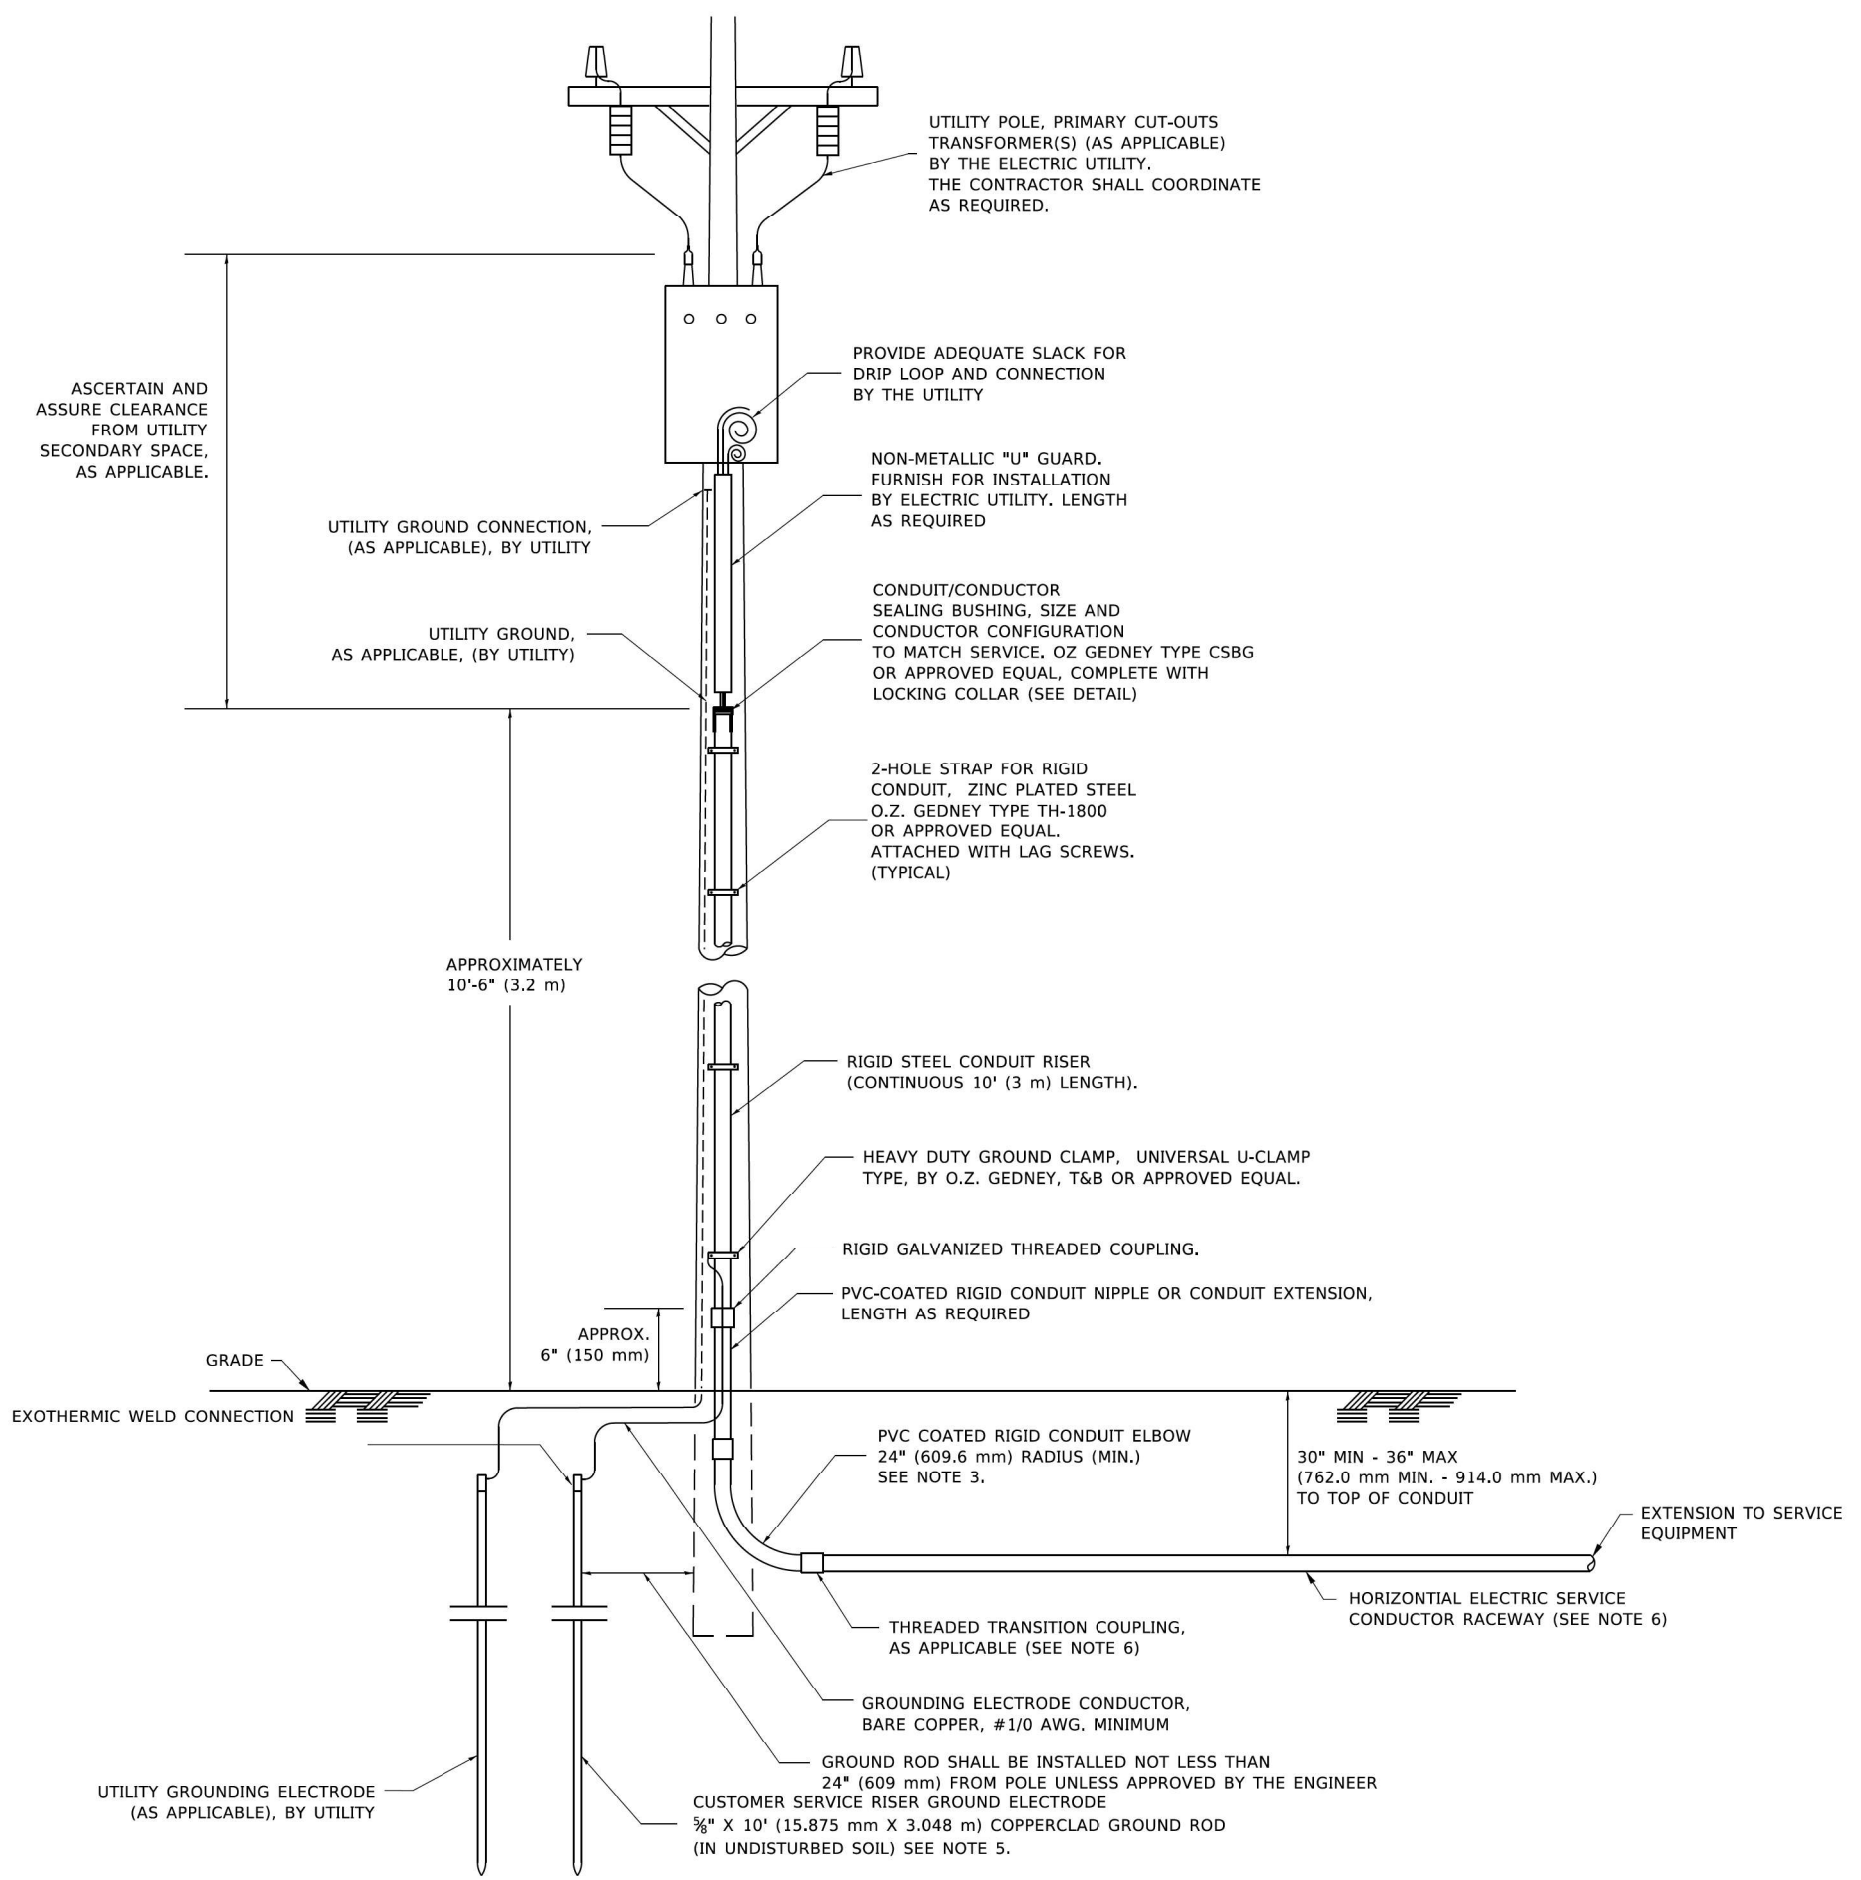 UTILITY POLE, PRIMARY CUT-OUTS
TRANSFORMER(S) (AS APPLICABLE)
BY THE ELECTRIC UTILITY.
THE CONTRACTOR SHALL COORDINATE
AS REQUIRED.
PROVIDE ADEQUATE SLACK FOR
DRIP LOOP AND CONNECTION
BY THE UTILITY
ASCERTAIN AND
ASSURE CLEARANCE
FROM UTILITY
SECONDARY SPACE,
AS APPLICABLE.
NON-METALLIC "U" GUARD.
FURNISH FOR INSTALLATION
BY ELECTRIC UTILITY. LENGTH
AS REQUIRED
UTILITY GROUND CONNECTION,
(AS APPLICABLE), BY UTILITY
CONDUIT/CONDUCTOR
SEALING BUSHING, SIZE AND
CONDUCTOR CONFIGURATION
TO MATCH SERVICE. OZ GEDNEY TYPE CSBG
OR APPROVED EQUAL, COMPLETE WITH
LOCKING COLLAR (SEE DETAIL)
UTILITY GROUND,
AS APPLICABLE, (BY UTILITY)
2-HOLE STRAP FOR RIGID
CONDUIT, ZINC PLATED STEEL
O.Z. GEDNEY TYPE TH-1800
OR APPROVED EQUAL.
ATTACHED WITH LAG SCREWS.
(TYPICAL)
APPROXIMATELY
10'-6" (3.2 m)
RIGID STEEL CONDUIT RISER
(CONTINUOUS 10' (3 m) LENGTH).
HEAVY DUTY GROUND CLAMP, UNIVERSAL U-CLAMP
TYPE, BY O.Z. GEDNEY, T&B OR APPROVED EQUAL.
RIGID GALVANIZED THREADED COUPLING.
PVC-COATED RIGID CONDUIT NIPPLE OR CONDUIT EXTENSION,
LENGTH AS REQUIRED
APPROX.
6" (150 mm)
GRADE
EXOTHERMIC WELD CONNECTION
PVC COATED RIGID CONDUIT ELBOW
24" (609.6 mm) RADIUS (MIN.)
SEE NOTE 3.
30" MIN - 36" MAX
(762.0 mm MIN. - 914.0 mm MAX.)
TO TOP OF CONDUIT
EXTENSION TO SERVICE
EQUIPMENT
HORIZONTIAL ELECTRIC SERVICE
CONDUCTOR RACEWAY (SEE NOTE 6)
THREADED TRANSITION COUPLING,
AS APPLICABLE (SEE NOTE 6)
GROUNDING ELECTRODE CONDUCTOR,
BARE COPPER, #1/0 AWG. MINIMUM
GROUND ROD SHALL BE INSTALLED NOT LESS THAN
24" (609 mm) FROM POLE UNLESS APPROVED BY THE ENGINEER
UTILITY GROUNDING ELECTRODE
(AS APPLICABLE), BY UTILITY
CUSTOMER SERVICE RISER GROUND ELECTRODE
⅝" X 10' (15.875 mm X 3.048 m) COPPERCLAD GROUND ROD
(IN UNDISTURBED SOIL) SEE NOTE 5.